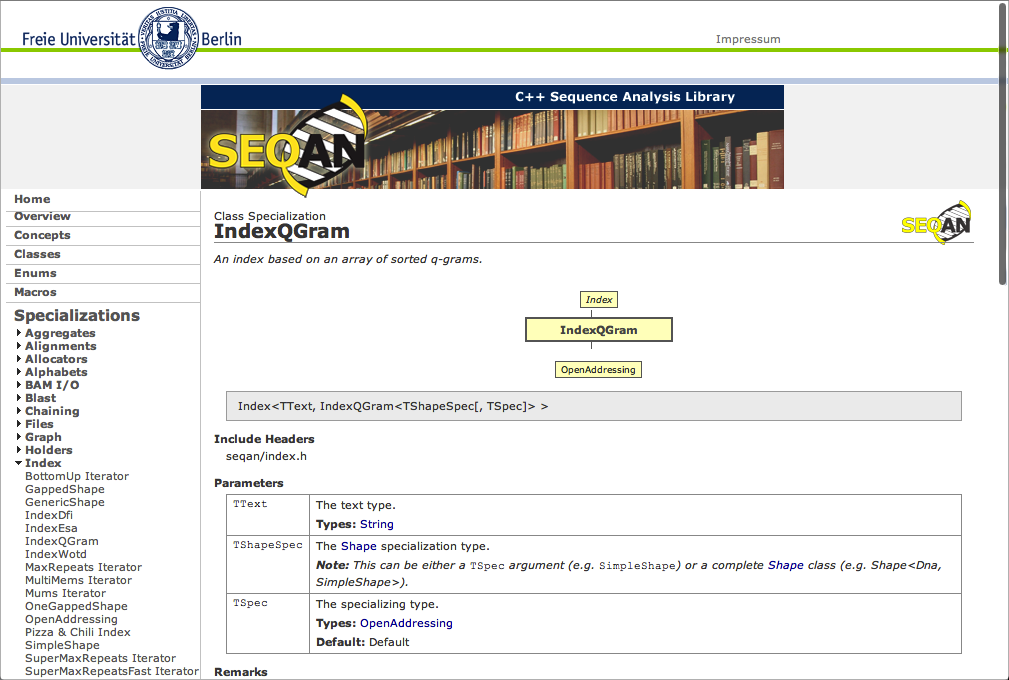 Freie Universität Berlin
Impressum
C++ Sequence Analysis Library
SEQAN
Home
Overview
Concepts
Classes
Enums
Macros
Specializations
Aggregates
Alignments
Allocators
Alphabets
BAM I/O
Blast
Chaining
Files
Graph
Holders
Index
BottomUp Iterator
GappedShape
GenericShape
IndexDfi
IndexEsa
IndexQGram
IndexWotd
MaxRepeats Iterator
MultiMems Iterator
Mums Iterator
OneGappedShape
OpenAddressing
Pizza & Chili Index
SimpleShape
SuperMaxRepeats Iterator
SuperMaxRepeatsFast Iterator
Class Specialization
IndexQGram
SEQAN
An index based on an array of sorted q-grams.
Index
IndexQGram
OpenAddressing
Index<TText, IndexQGram<TShapeSpec[, TSpec]> >
Include Headers
seqan/index.h
Parameters
TText
The text type.
Types: String
TShapeSpec
The Shape specialization type.
Note: This can be either a TSpec argument (e.g. SimpleShape) or a complete Shape class (e.g. Shape<Dna,
SimpleShape>).
TSpec
The specializing type.
Types: OpenAddressing
Default: Default
Remarks